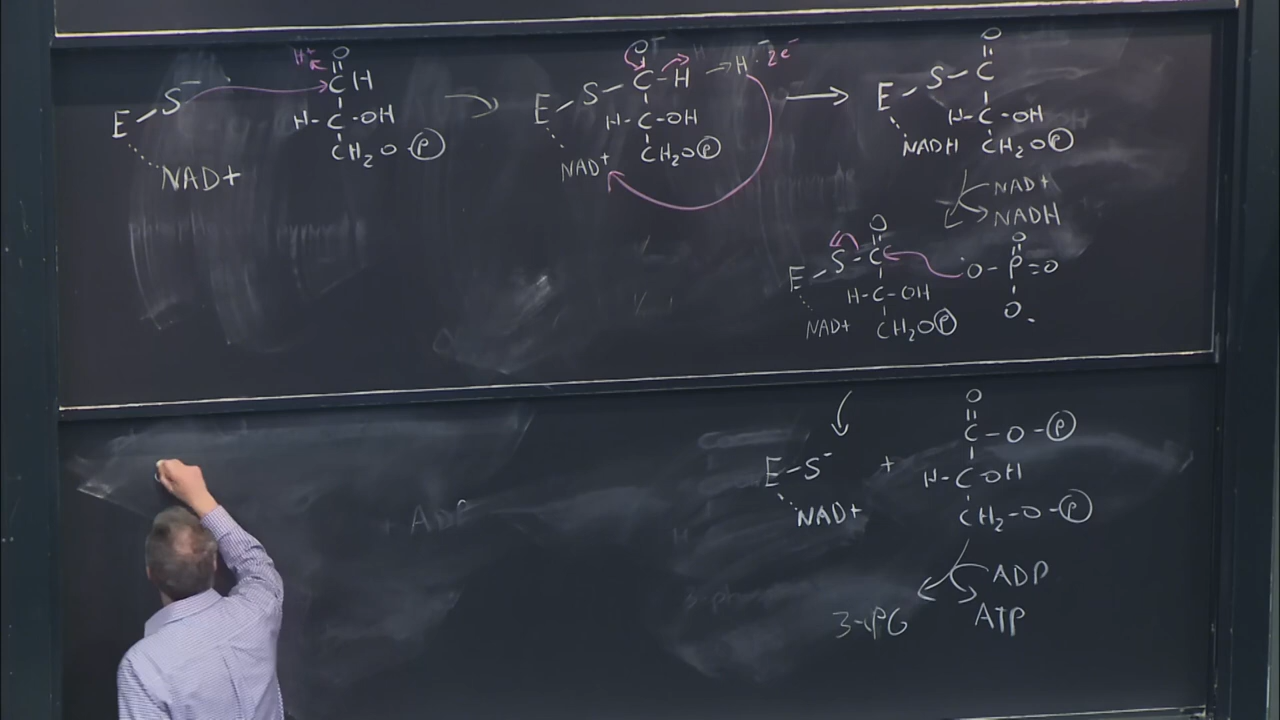 H+ O
S⁻ CH
E H-C-OH
CH₂O-Ⓟ
NAD+
O⁻
E-S-C-H → H:⁻ 2e⁻
H-C-OH
NAD⁺ CH₂OⓅ
O
E-S-C
H-C-OH
NADH CH₂OⓅ
NAD+
NADH
O
E-S-C
H-C-OH
NAD+ CH₂OⓅ
O
O-P=O
O
E-S⁻ +
NAD+
O
C-O-Ⓟ
H-C-OH
CH₂-O-Ⓟ
ADP
3-PG ATP
ADP